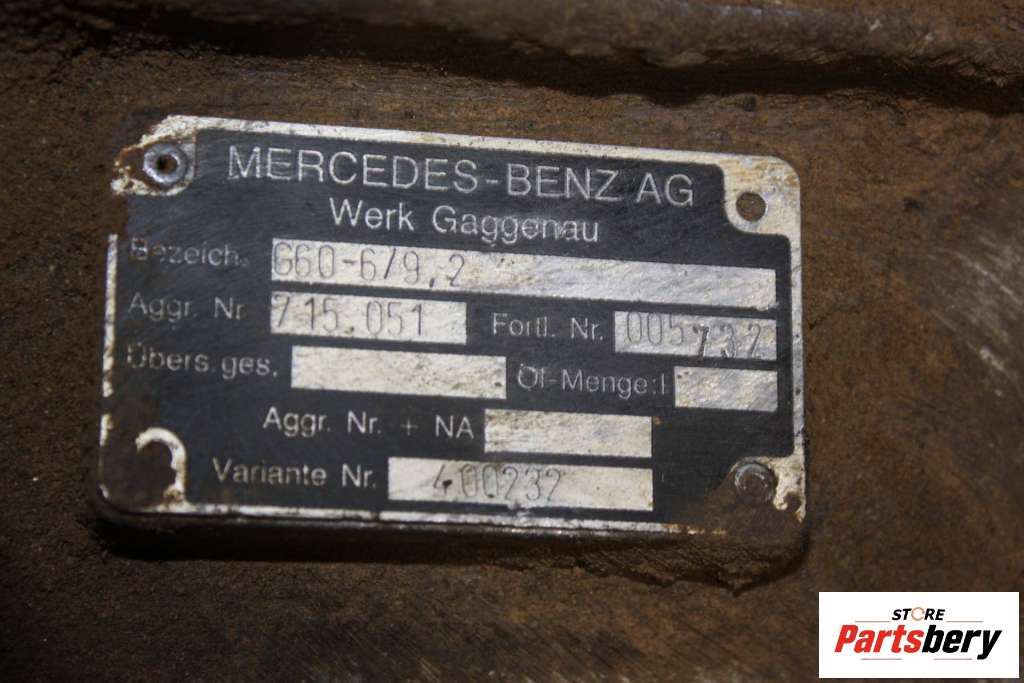 MERCEDES-BENZ AG
Werk Gaggenau
Bezeich. G60-6/9,2
Aggr. Nr 715.051 Fortl. Nr. 005732
Übers.ges. Öl-Menge:l
Aggr. Nr. + NA
Variante Nr. 400232
STORE
Partsbery